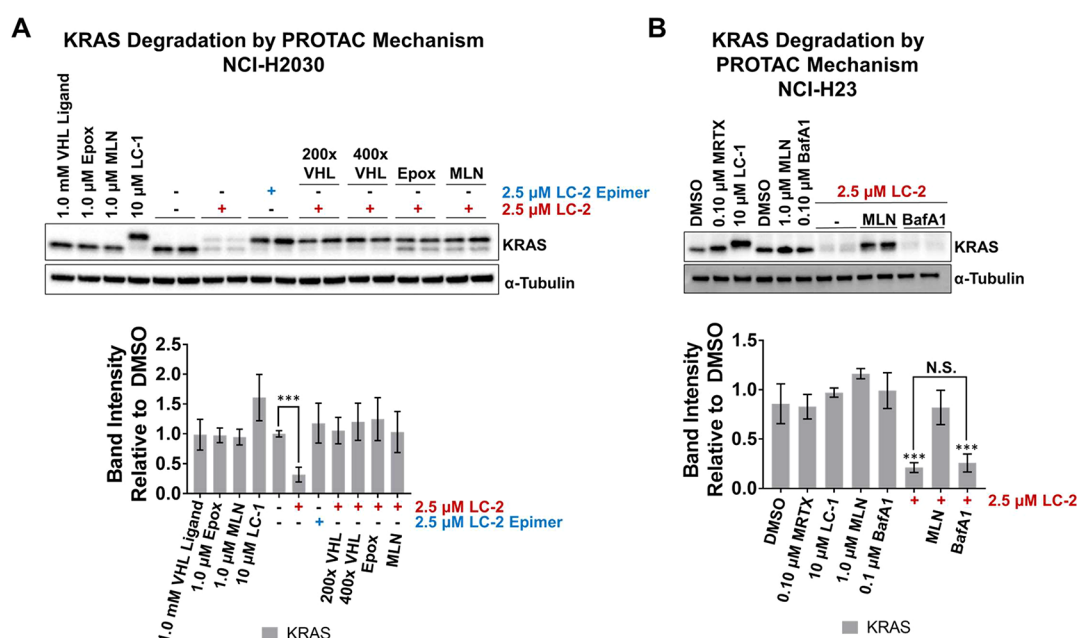 A
KRAS Degradation by PROTAC Mechanism
NCI-H2030
1.0 mM VHL Ligand
1.0 µM Epox
1.0 µM MLN
10 µM LC-1
200x
VHL
400x
VHL
Epox
MLN
- - + - - - - 2.5 µM LC-2 Epimer
- + - + + + + 2.5 µM LC-2
KRAS
α-Tubulin
Band Intensity
Relative to DMSO
2.0
1.5
1.0
0.5
0.0
***
- + - + + + + 2.5 µM LC-2
- - + - - - - 2.5 µM LC-2 Epimer
1.0 mM VHL Ligand
1.0 µM Epox
1.0 µM MLN
10 µM LC-1
200x VHL
400x VHL
Epox
MLN
KRAS
B
KRAS Degradation by
PROTAC Mechanism
NCI-H23
DMSO
0.10 µM MRTX
10 µM LC-1
DMSO
1.0 µM MLN
0.10 µM BafA1
2.5 µM LC-2
- MLN BafA1
KRAS
α-Tubulin
Band Intensity
Relative to DMSO
1.5
1.0
0.5
0.0
N.S.
*** ***
+ + + 2.5 µM LC-2
DMSO
0.10 µM MRTX
10 µM LC-1
1.0 µM MLN
0.1 µM BafA1
MLN
BafA1
KRAS